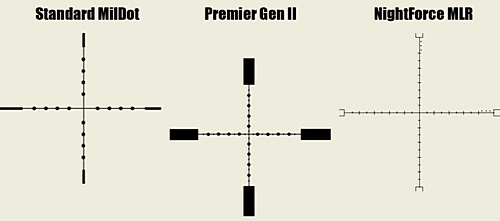 Standard MilDot
Premier Gen II
NightForce MLR